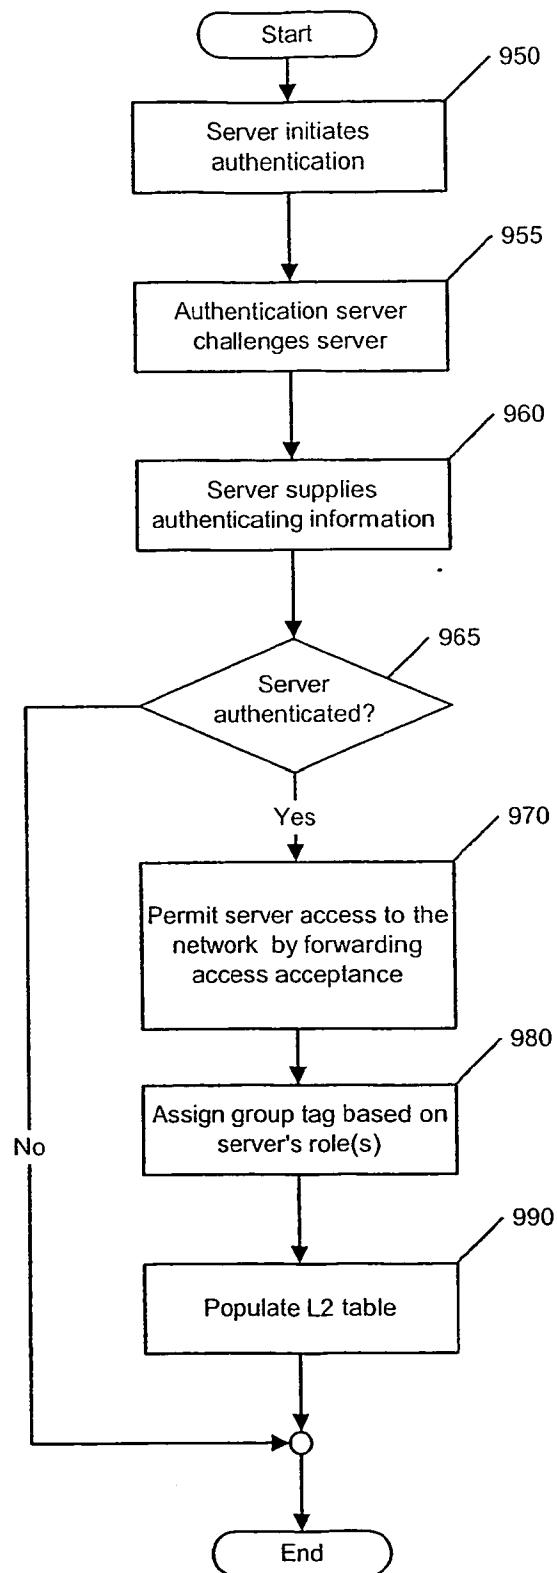 Start
950
Server initiates
authentication
955
Authentication server
challenges server
960
Server supplies
authenticating information
965
Server
authenticated?
Yes
970
Permit server access to the
network by forwarding
access acceptance
980
Assign group tag based on
server's role(s)
No
990
Populate L2 table
End